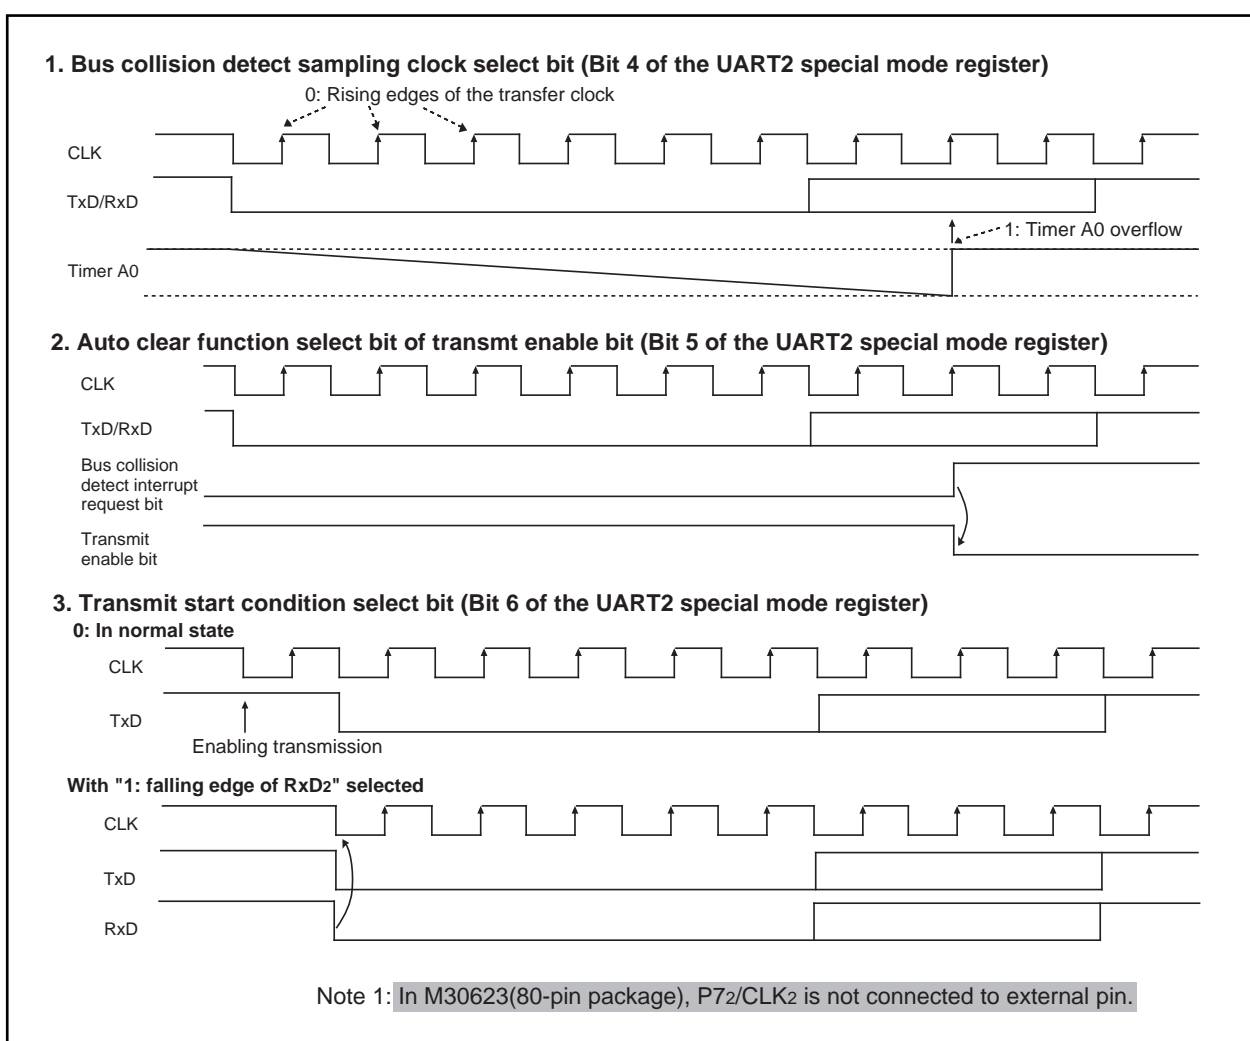 1. Bus collision detect sampling clock select bit (Bit 4 of the UART2 special mode register)
0: Rising edges of the transfer clock
CLK
TxD/RxD
1: Timer A0 overflow
Timer A0
2. Auto clear function select bit of transmt enable bit (Bit 5 of the UART2 special mode register)
CLK
TxD/RxD
Bus collision
detect interrupt
request bit
Transmit
enable bit
3. Transmit start condition select bit (Bit 6 of the UART2 special mode register)
0: In normal state
CLK
TxD
Enabling transmission
With "1: falling edge of RxD2" selected
CLK
TxD
RxD
Note 1: In M30623(80-pin package), P72/CLK2 is not connected to external pin.